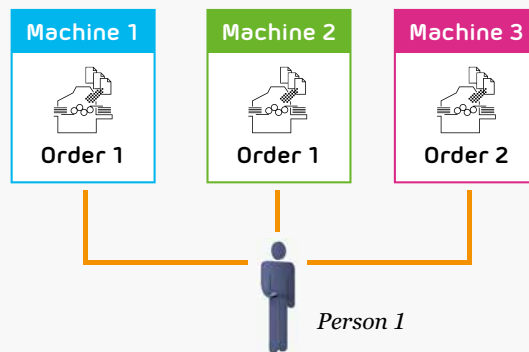 Machine 1
Machine 2
Machine 3
Order 1
Order 1
Order 2
Person 1